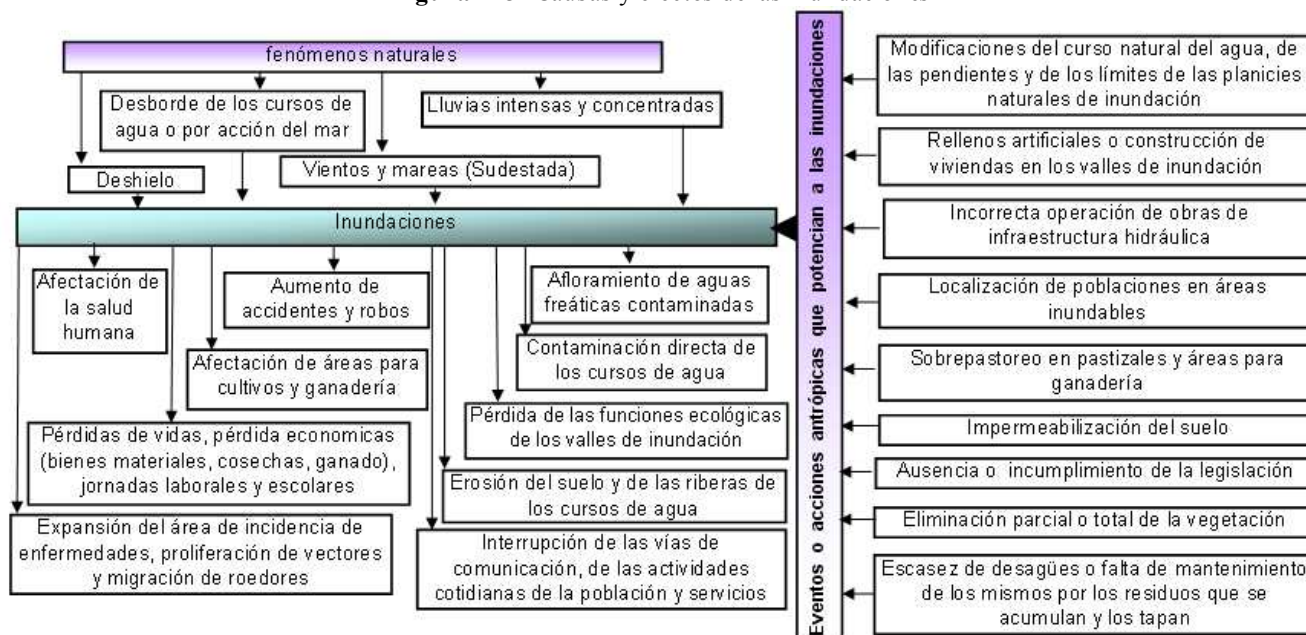 fenómenos naturales
Desborde de los cursos de
agua o por acción del mar
Lluvias intensas y concentradas
Deshielo
Vientos y mareas (Sudestada)
Inundaciones
Afectación de
la salud
humana
Aumento de
accidentes y robos
Afloramiento de aguas
freáticas contaminadas
Afectación de áreas para
cultivos y ganadería
Contaminación directa de
los cursos de agua
Pérdida de las funciones ecológicas
de los valles de inundación
Pérdidas de vidas, pérdida economicas
(bienes materiales, cosechas, ganado),
jornadas laborales y escolares
Erosión del suelo y de las riberas de
los cursos de agua
Expansión del área de incidencia de
enfermedades, proliferación de vectores
y migración de roedores
Interrupción de las vías de
comunicación, de las actividades
cotidianas de la población y servicios
Eventos o acciones antrópicas que potencian a las inundaciones
Modificaciones del curso natural del agua, de
las pendientes y de los límites de las planicies
naturales de inundación
Rellenos artificiales o construcción de
viviendas en los valles de inundación
Incorrecta operación de obras de
infraestructura hidráulica
Localización de poblaciones en áreas
inundables
Sobrepastoreo en pastizales y áreas para
ganadería
Impermeabilización del suelo
Ausencia o incumplimiento de la legislación
Eliminación parcial o total de la vegetación
Escasez de desagües o falta de mantenimiento
de los mismos por los residuos que se
acumulan y los tapan